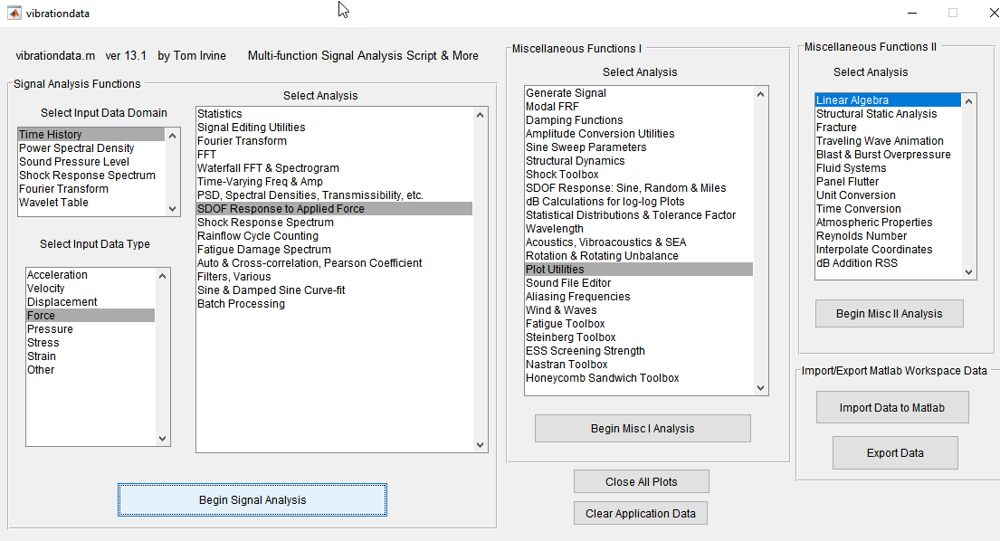 vibrationdata
vibrationdata.m ver 13.1 by Tom Irvine Multi-function Signal Analysis Script & More
Signal Analysis Functions
Select Input Data Domain
Time History
Power Spectral Density
Sound Pressure Level
Shock Response Spectrum
Fourier Transform
Wavelet Table
Select Input Data Type
Acceleration
Velocity
Displacement
Force
Pressure
Stress
Strain
Other
Select Analysis
Statistics
Signal Editing Utilities
Fourier Transform
FFT
Waterfall FFT & Spectrogram
Time-Varying Freq & Amp
PSD, Spectral Densities, Transmissibility, etc.
SDOF Response to Applied Force
Shock Response Spectrum
Rainflow Cycle Counting
Fatigue Damage Spectrum
Auto & Cross-correlation, Pearson Coefficient
Filters, Various
Sine & Damped Sine Curve-fit
Batch Processing
Begin Signal Analysis
Miscellaneous Functions I
Select Analysis
Generate Signal
Modal FRF
Damping Functions
Amplitude Conversion Utilities
Sine Sweep Parameters
Structural Dynamics
Shock Toolbox
SDOF Response: Sine, Random & Miles
dB Calculations for log-log Plots
Statistical Distributions & Tolerance Factor
Wavelength
Acoustics, Vibroacoustics & SEA
Rotation & Rotating Unbalance
Plot Utilities
Sound File Editor
Aliasing Frequencies
Wind & Waves
Fatigue Toolbox
Steinberg Toolbox
ESS Screening Strength
Nastran Toolbox
Honeycomb Sandwich Toolbox
Begin Misc I Analysis
Close All Plots
Clear Application Data
Miscellaneous Functions II
Select Analysis
Linear Algebra
Structural Static Analysis
Fracture
Traveling Wave Animation
Blast & Burst Overpressure
Fluid Systems
Panel Flutter
Unit Conversion
Time Conversion
Atmospheric Properties
Reynolds Number
Interpolate Coordinates
dB Addition RSS
Begin Misc II Analysis
Import/Export Matlab Workspace Data
Import Data to Matlab
Export Data